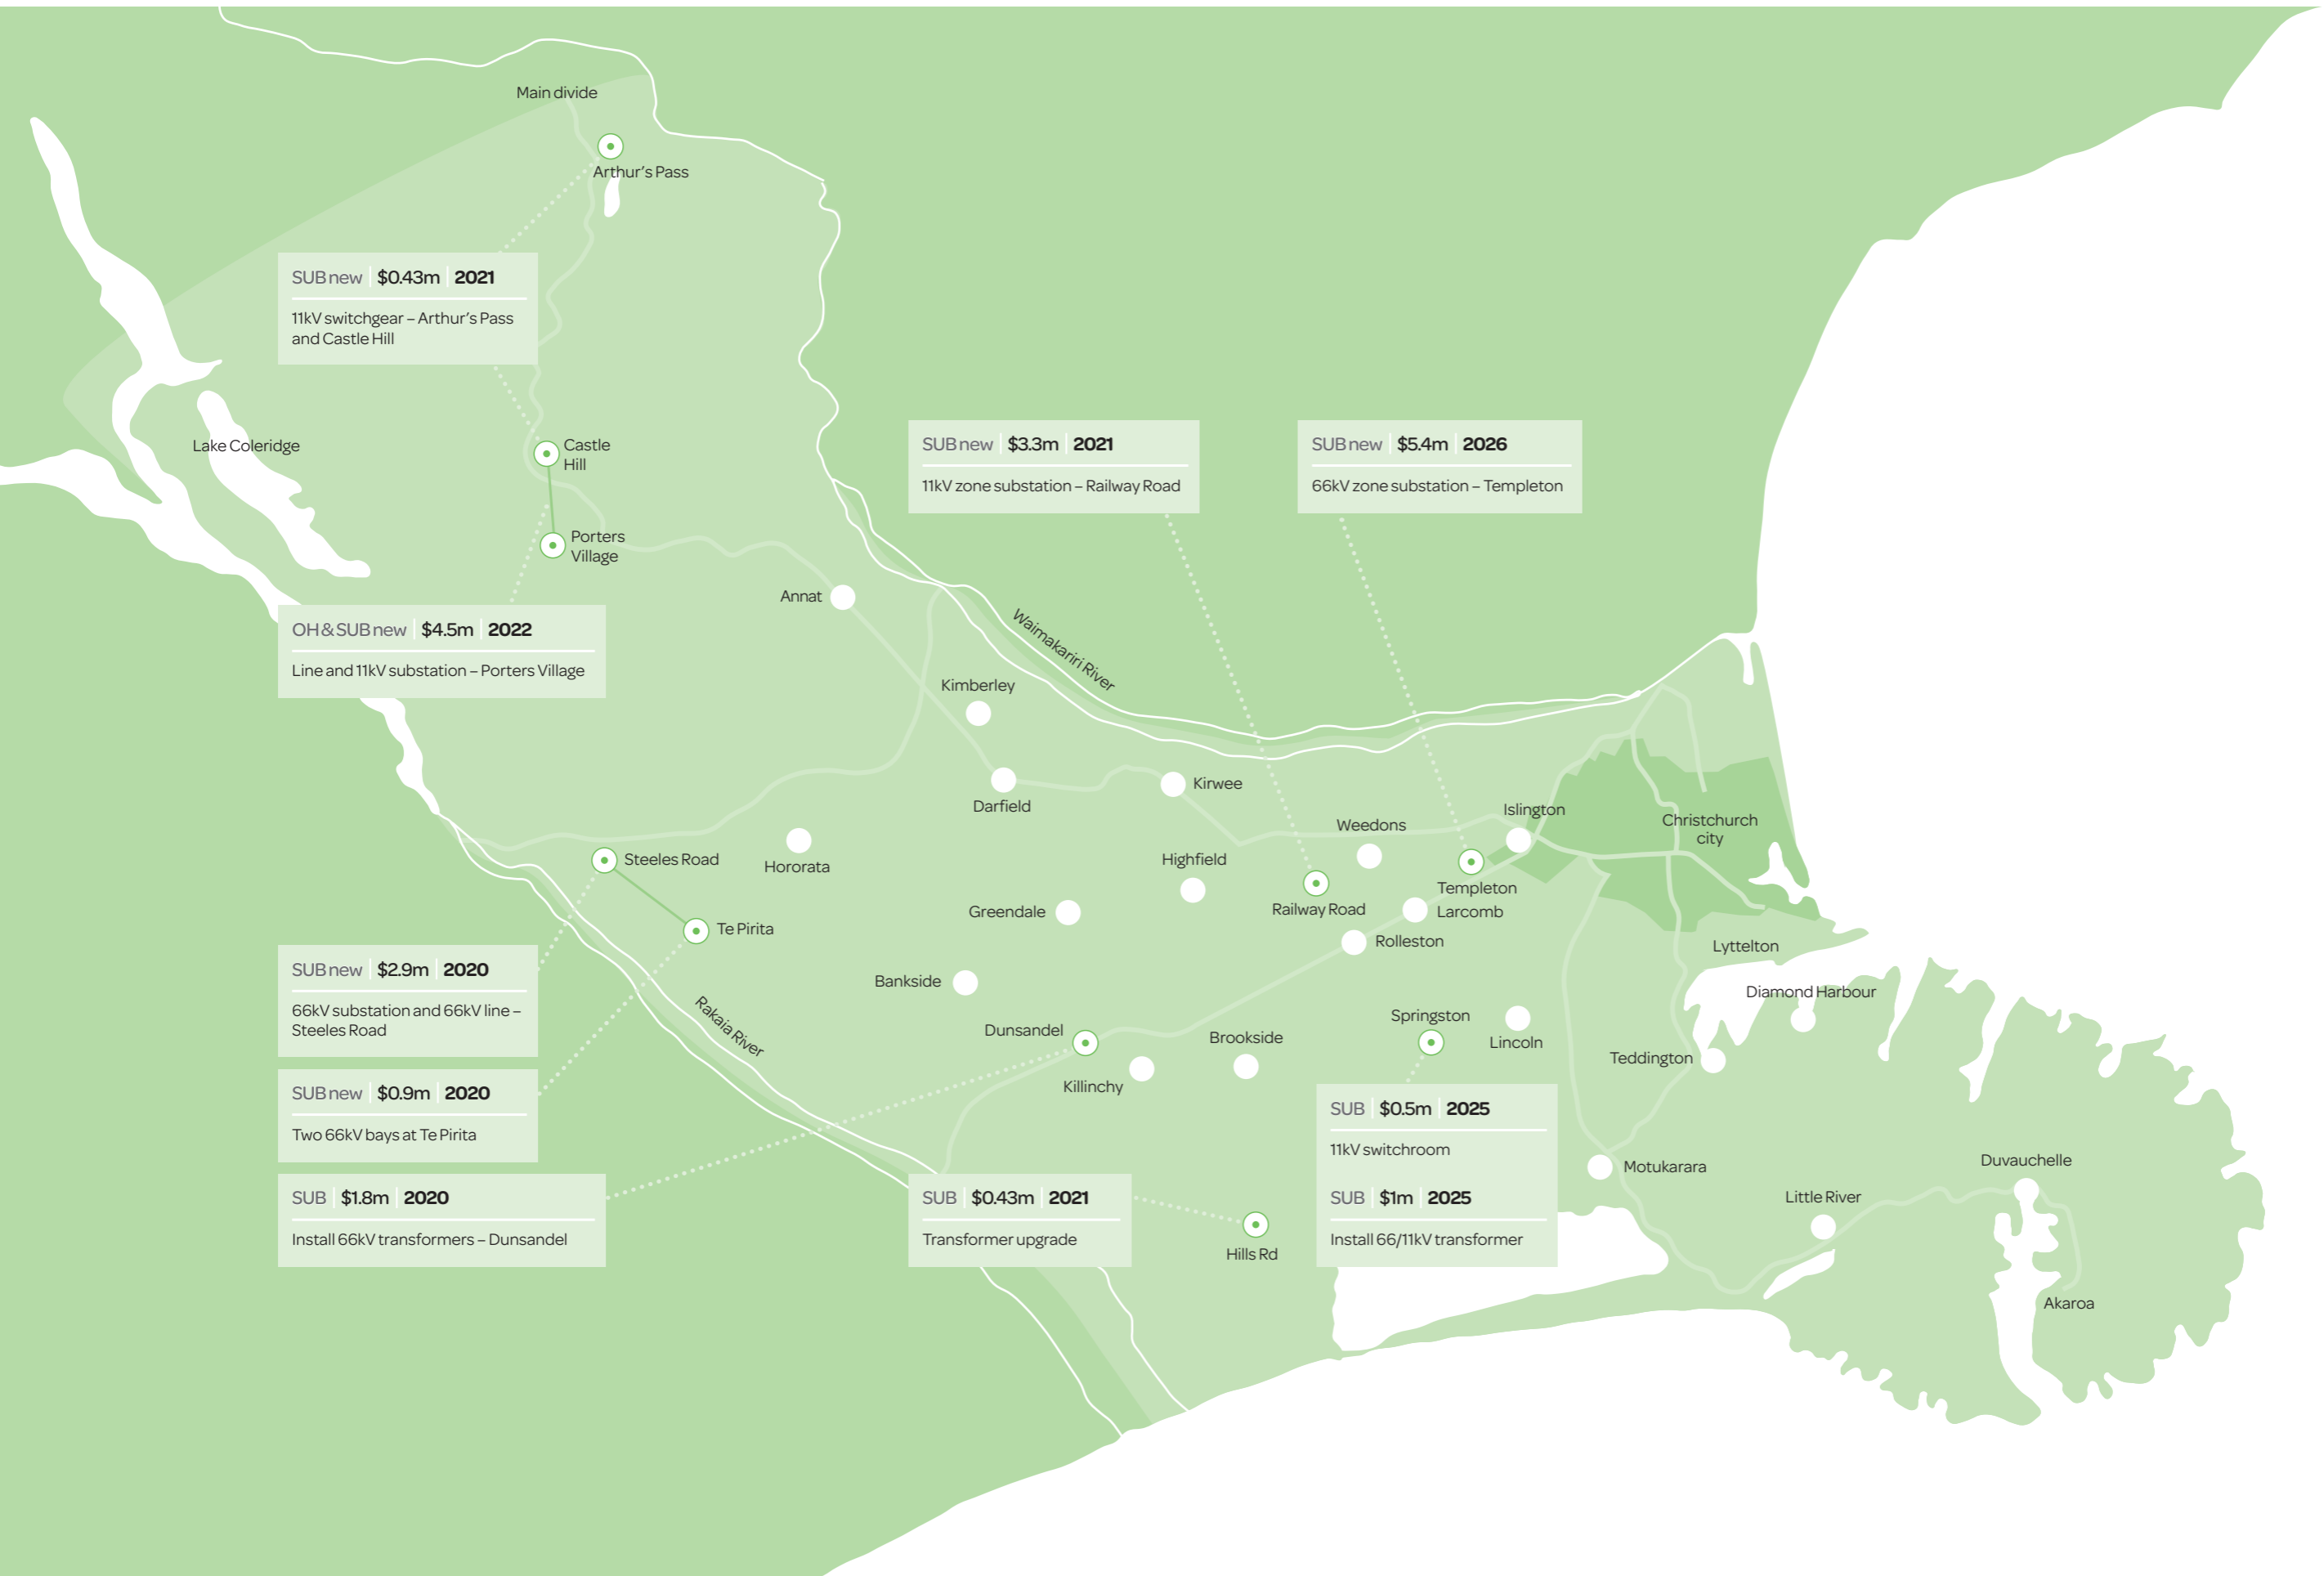 Main divide
Arthur's Pass
SUB new $0.43m 2021
11kV switchgear – Arthur's Pass
and Castle Hill
Lake Coleridge
Castle
Hill
Porters
Village
SUB new $3.3m 2021
11kV zone substation – Railway Road
SUB new $5.4m 2026
66kV zone substation – Templeton
Annat
OH & SUB new $4.5m 2022
Line and 11kV substation – Porters Village
Waimakariri River
Kimberley
Darfield
Kirwee
Islington
Christchurch
city
Weedons
Steeles Road
Hororata
Highfield
Templeton
Railway Road
Larcomb
Greendale
Te Pirita
Rolleston
Lyttelton
SUB new $2.9m 2020
66kV substation and 66kV line –
Steeles Road
Bankside
Diamond Harbour
Rakaia River
Dunsandel
Brookside
Springston
Lincoln
Teddington
Killinchy
SUB new $0.9m 2020
Two 66kV bays at Te Pirita
SUB $0.5m 2025
11kV switchroom
Motukarara
Duvauchelle
SUB $1.8m 2020
Install 66kV transformers – Dunsandel
SUB $0.43m 2021
Transformer upgrade
Hills Rd
SUB $1m 2025
Install 66/11kV transformer
Little River
Akaroa